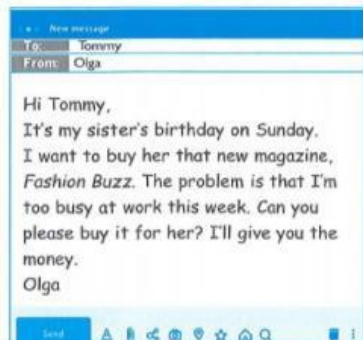 New message
To: Tommy
From: Olga
Hi Tommy,
It's my sister's birthday on Sunday.
I want to buy her that new magazine,
Fashion Buzz. The problem is that I'm
too busy at work this week. Can you
please buy it for her? I'll give you the
money.
Olga
Send